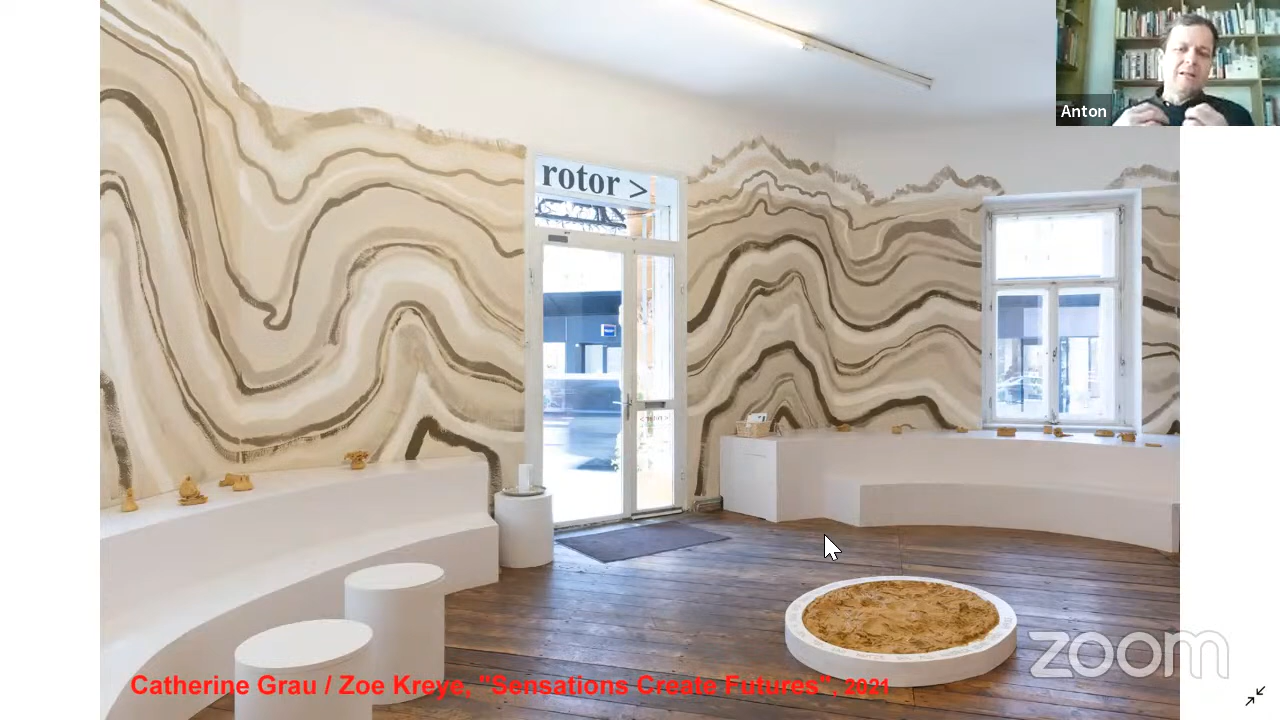 Anton
rotor >
Catherine Grau / Zoe Kreye, "Sensations Create Futures", 2021
zoom